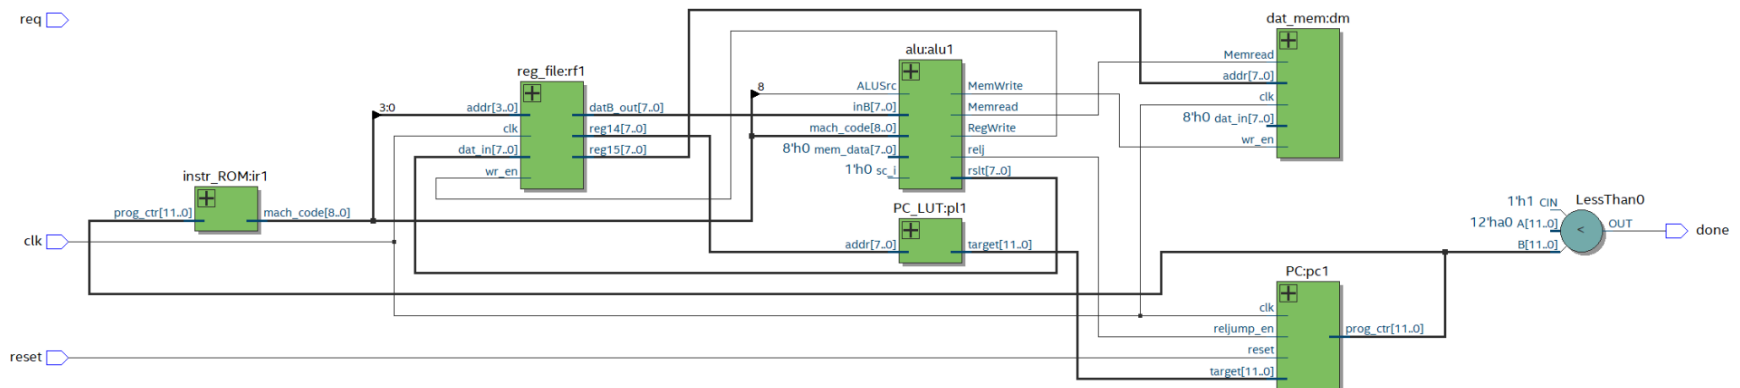 req
clk
reset
instr_ROM:ir1
prog_ctr[11..0]
mach_code[8..0]
3:0
reg_file:rf1
addr[3..0]
clk
dat_in[7..0]
wr_en
datB_out[7..0]
reg14[7..0]
reg15[7..0]
8
alu:alu1
ALUSrc
inB[7..0]
mach_code[8..0]
8'h0 mem_data[7..0]
1'h0 sc_i
MemWrite
Memread
RegWrite
relj
rslt[7..0]
PC_LUT:pl1
addr[7..0]
target[11..0]
dat_mem:dm
Memread
addr[7..0]
clk
8'h0 dat_in[7..0]
wr_en
PC:pc1
clk
reljump_en
reset
target[11..0]
prog_ctr[11..0]
LessThan0
1'h1 CIN
12'ha0 A[11..0]
B[11..0]
<
OUT
done